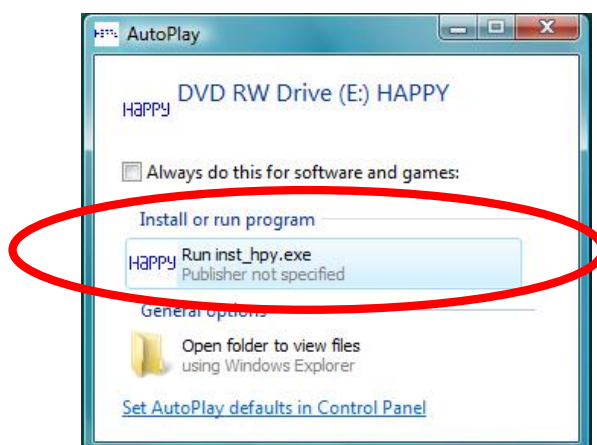 AutoPlay
HAPPY DVD RW Drive (E:) HAPPY
Always do this for software and games:
Install or run program
HAPPY Run inst_hpy.exe
Publisher not specified
General options
Open folder to view files
using Windows Explorer
Set AutoPlay defaults in Control Panel